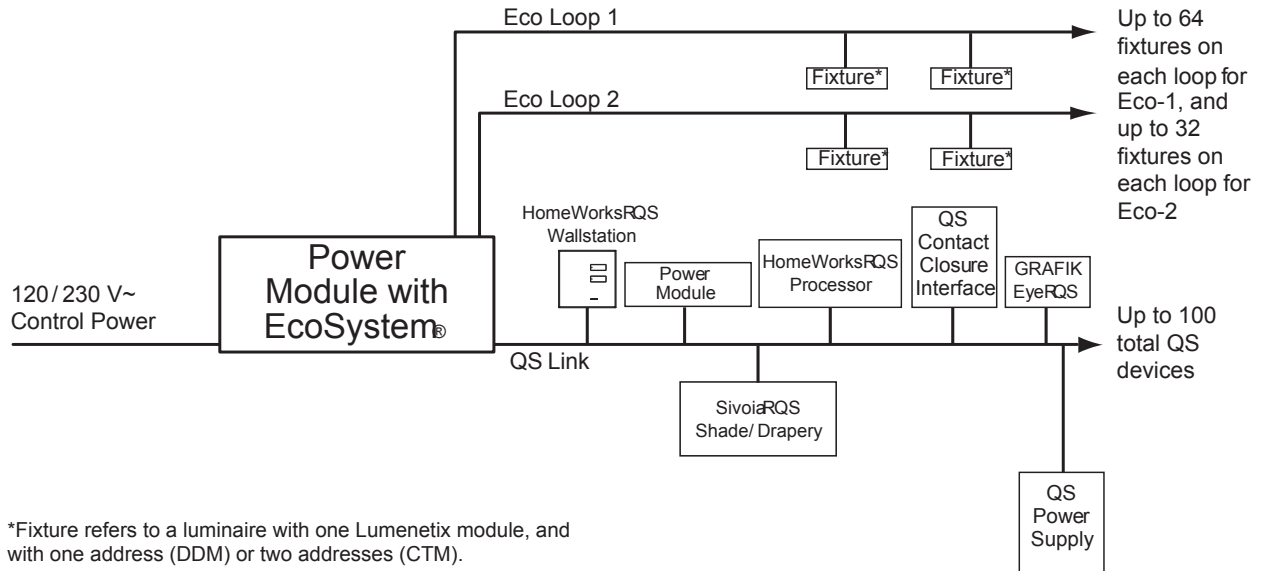 Eco Loop 1
Fixture*
Fixture*
Eco Loop 2
Fixture*
Fixture*
Up to 64
fixtures on
each loop for
Eco-1, and
up to 32
fixtures on
each loop for
Eco-2
120/230 V~
Control Power
Power
Module with
EcoSystem®
QS Link
HomeWorksRQS
Wallstation
Power
Module
HomeWorksRQS
Processor
QS
Contact
Closure
Interface
GRAFIK
EyeRQS
Up to 100
total QS
devices
SivoiaRQS
Shade/Drapery
QS
Power
Supply
*Fixture refers to a luminaire with one Lumenetix module, and
with one address (DDM) or two addresses (CTM).